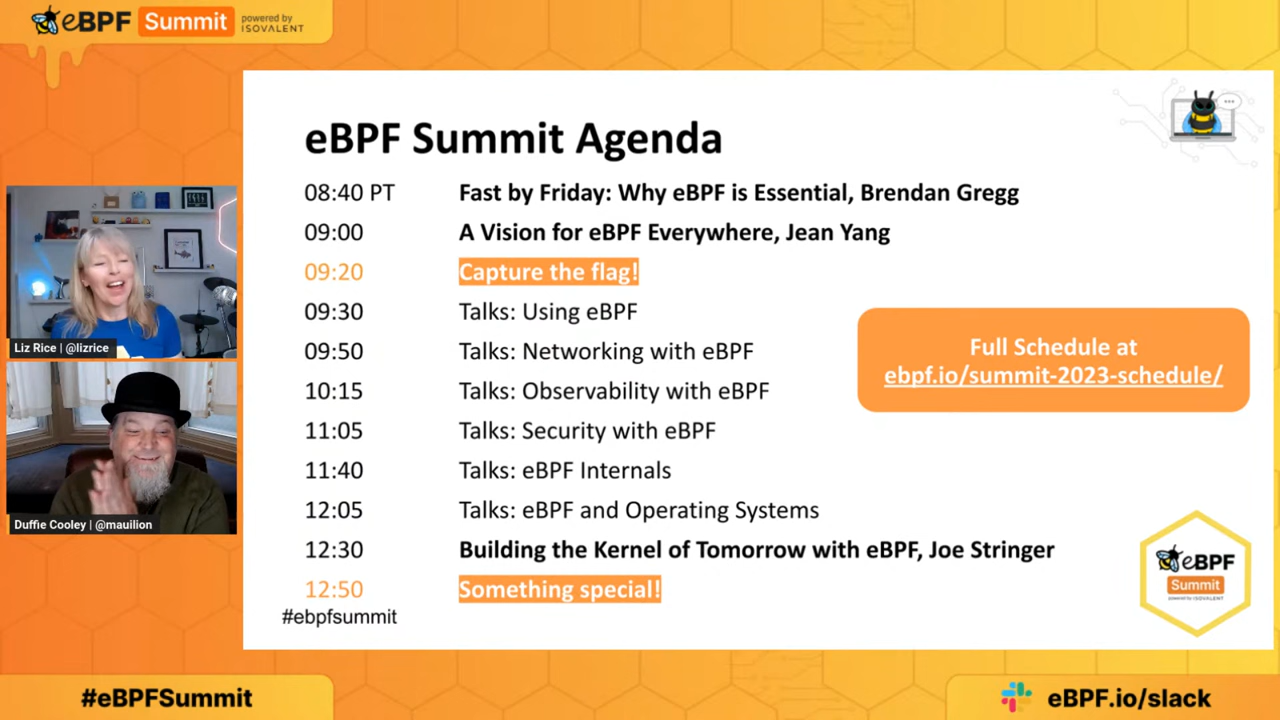 eBPF Summit powered by ISOVALENT
eBPF Summit Agenda
08:40 PT Fast by Friday: Why eBPF is Essential, Brendan Gregg
09:00 A Vision for eBPF Everywhere, Jean Yang
09:20 Capture the flag!
09:30 Talks: Using eBPF
09:50 Talks: Networking with eBPF
10:15 Talks: Observability with eBPF
11:05 Talks: Security with eBPF
11:40 Talks: eBPF Internals
12:05 Talks: eBPF and Operating Systems
12:30 Building the Kernel of Tomorrow with eBPF, Joe Stringer
12:50 Something special!
#ebpfsummit
Full Schedule at
ebpf.io/summit-2023-schedule/
Liz Rice | @lizrice
Duffie Cooley | @mauilion
eBPF
Summit
powered by ISOVALENT
#eBPFSummit
eBPF.io/slack